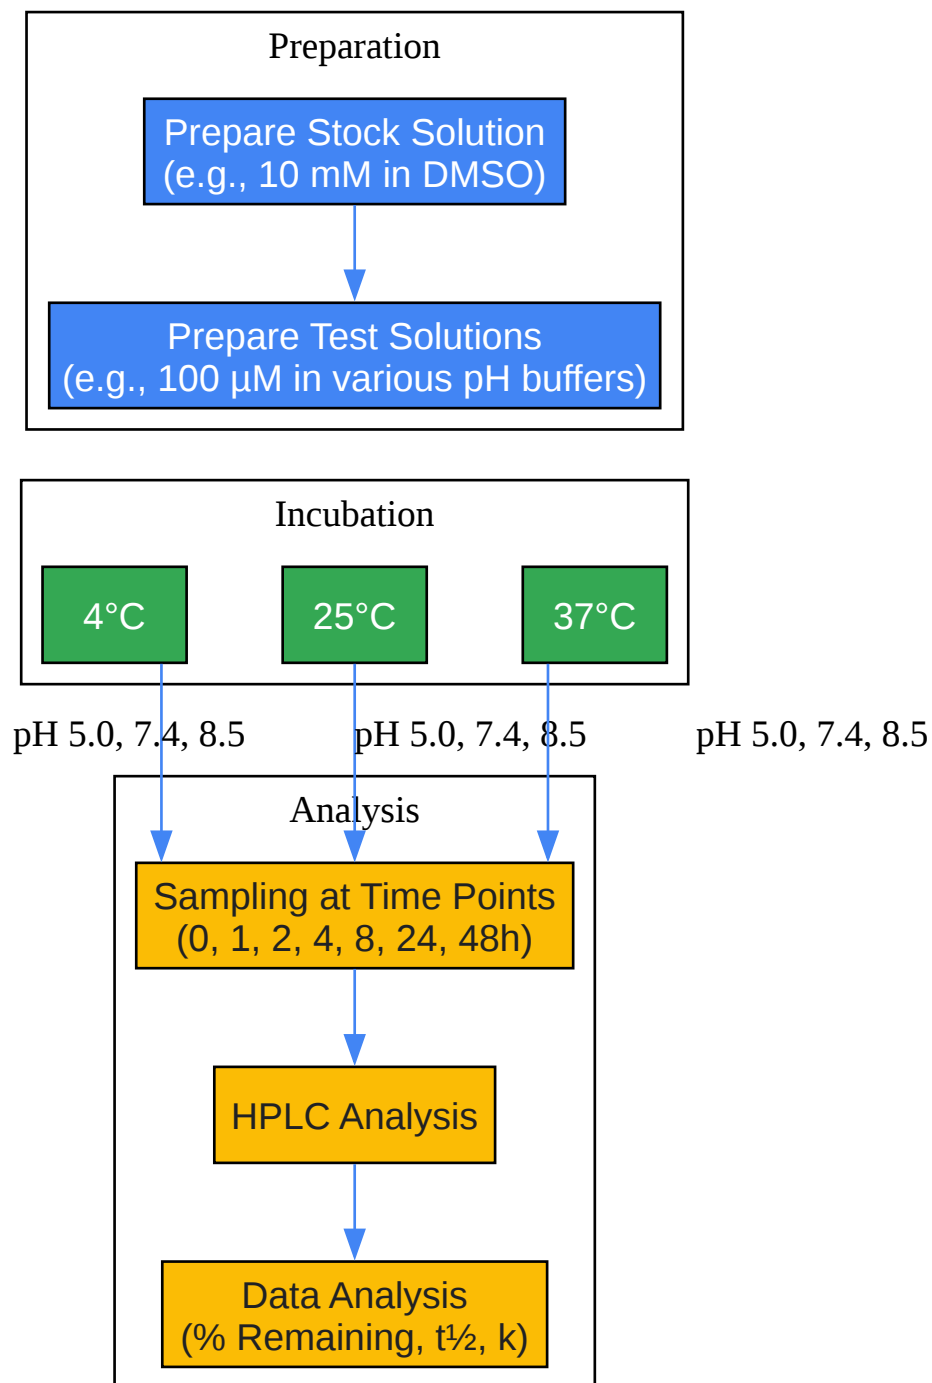 Preparation
Prepare Stock Solution
(e.g., 10 mM in DMSO)
Prepare Test Solutions
(e.g., 100 µM in various pH buffers)
Incubation
4°C
25°C
37°C
pH 5.0, 7.4, 8.5
pH 5.0, 7.4, 8.5
pH 5.0, 7.4, 8.5
Analysis
Sampling at Time Points
(0, 1, 2, 4, 8, 24, 48h)
HPLC Analysis
Data Analysis
(% Remaining, t½, k)